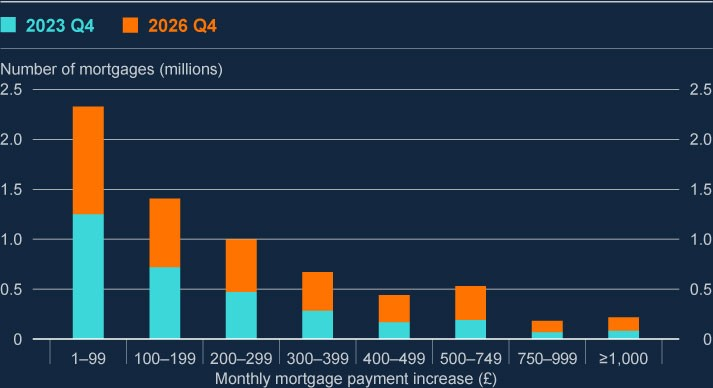 2023 Q4 2026 Q4
Number of mortgages (millions)
2.5 2.5
2.0 2.0
1.5 1.5
1.0 1.0
0.5 0.5
0 0
1–99 100–199 200–299 300–399 400–499 500–749 750–999 ≥1,000
Monthly mortgage payment increase (£)